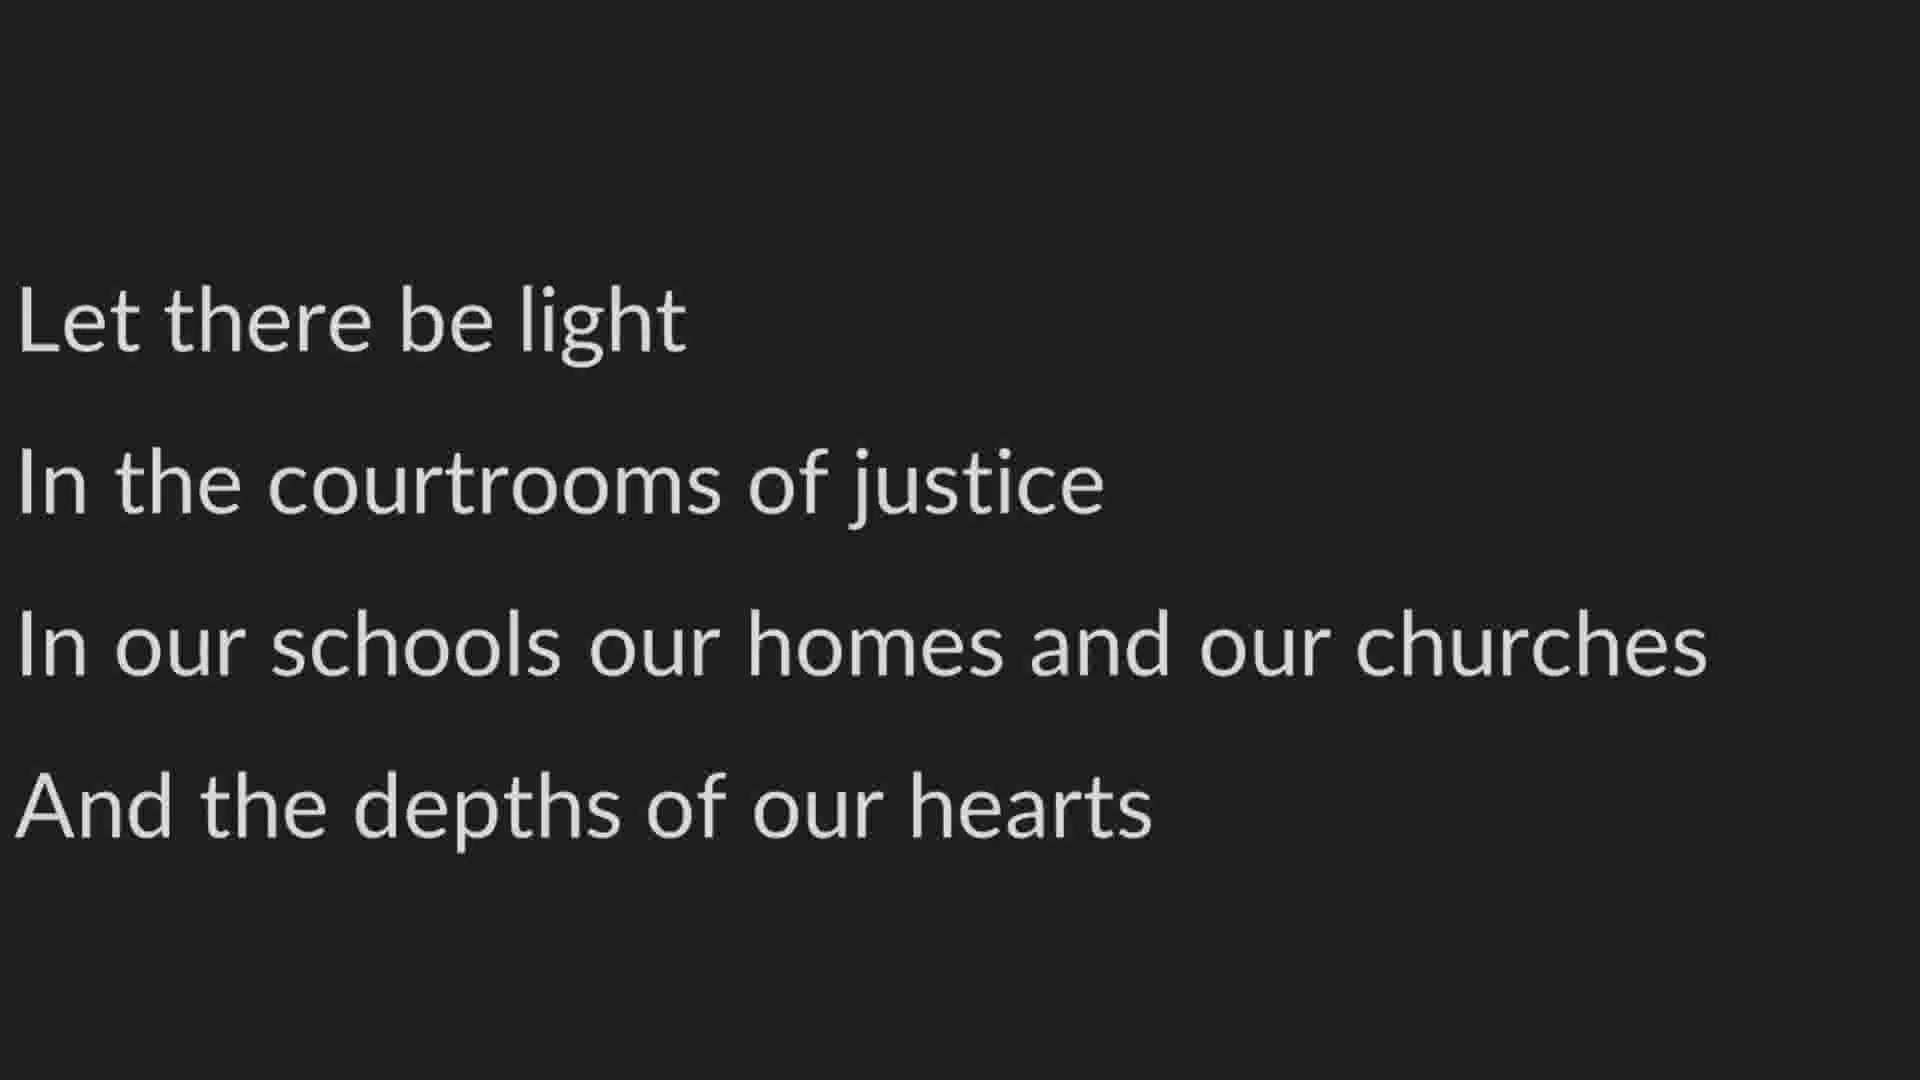 Let there be light
In the courtrooms of justice
In our schools our homes and our churches
And the depths of our hearts